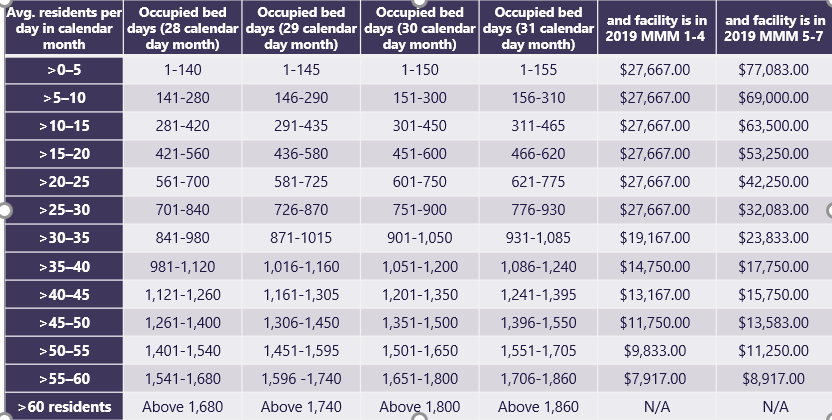 Avg. residents per day in calendar month Occupied bed days (28 calendar day month) Occupied bed days (29 calendar day month) Occupied bed days (30 calendar day month) Occupied bed days (31 calendar day month) and facility is in 2019 MMM 1-4 and facility is in 2019 MMM 5-7
>0–5 1-140 1-145 1-150 1-155 $27,667.00 $77,083.00
>5–10 141-280 146-290 151-300 156-310 $27,667.00 $69,000.00
>10–15 281-420 291-435 301-450 311-465 $27,667.00 $63,500.00
>15–20 421-560 436-580 451-600 466-620 $27,667.00 $53,250.00
>20–25 561-700 581-725 601-750 621-775 $27,667.00 $42,250.00
>25–30 701-840 726-870 751-900 776-930 $27,667.00 $32,083.00
>30–35 841-980 871-1015 901-1,050 931-1,085 $19,167.00 $23,833.00
>35–40 981-1,120 1,016-1,160 1,051-1,200 1,086-1,240 $14,750.00 $17,750.00
>40–45 1,121-1,260 1,161-1,305 1,201-1,350 1,241-1,395 $13,167.00 $15,750.00
>45–50 1,261-1,400 1,306-1,450 1,351-1,500 1,396-1,550 $11,750.00 $13,583.00
>50–55 1,401-1,540 1,451-1,595 1,501-1,650 1,551-1,705 $9,833.00 $11,250.00
>55–60 1,541-1,680 1,596 -1,740 1,651-1,800 1,706-1,860 $7,917.00 $8,917.00
>60 residents Above 1,680 Above 1,740 Above 1,800 Above 1,860 N/A N/A